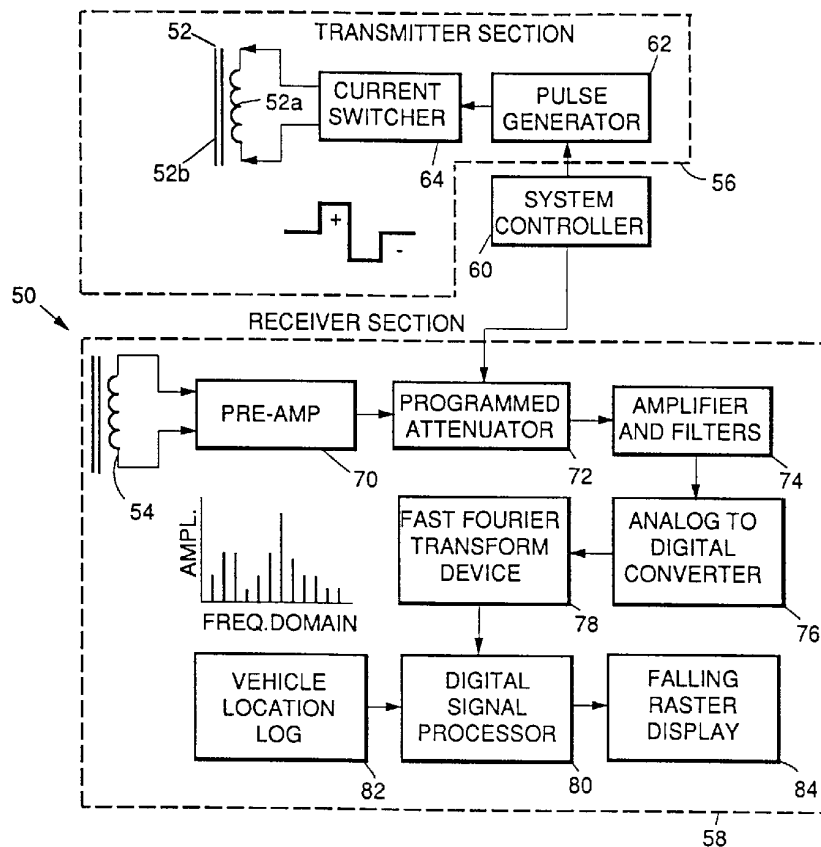 TRANSMITTER SECTION
52
52a
52b
CURRENT
SWITCHER
64
PULSE
GENERATOR
62
56
+
-
SYSTEM
CONTROLLER
60
50
RECEIVER SECTION
54
PRE-AMP
70
PROGRAMMED
ATTENUATOR
72
AMPLIFIER
AND FILTERS
74
AMPL.
FREQ.DOMAIN
FAST FOURIER
TRANSFORM
DEVICE
78
ANALOG TO
DIGITAL
CONVERTER
76
VEHICLE
LOCATION
LOG
82
DIGITAL
SIGNAL
PROCESSOR
80
FALLING
RASTER
DISPLAY
84
58